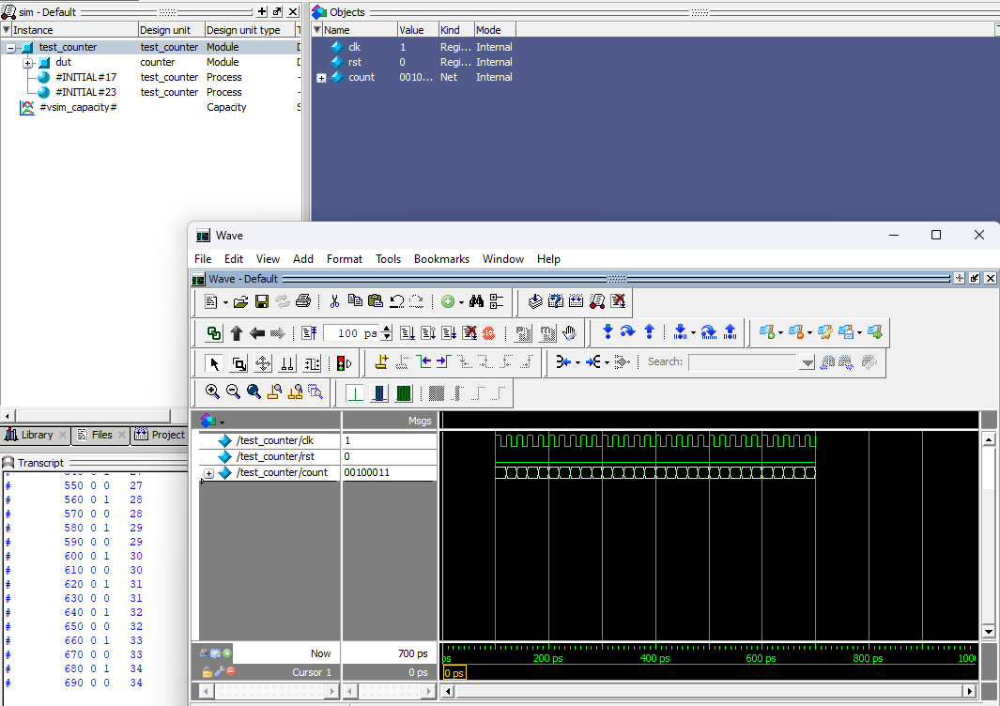 sim - Default
Instance Design unit Design unit type
test_counter test_counter Module
dut counter Module
#INITIAL#17 test_counter Process
#INITIAL#23 test_counter Process
#vsim_capacity# Capacity
Objects
Name Value Kind Mode
clk 1 Regi... Internal
rst 0 Regi... Internal
count 0010... Net Internal
Library Files Project
Transcript
# 550 0 0 27
# 560 0 1 28
# 570 0 0 28
# 580 0 1 29
# 590 0 0 29
# 600 0 1 30
# 610 0 0 30
# 620 0 1 31
# 630 0 0 31
# 640 0 1 32
# 650 0 0 32
# 660 0 1 33
# 670 0 0 33
# 680 0 1 34
# 690 0 0 34
Wave
File Edit View Add Format Tools Bookmarks Window Help
Wave - Default
100 ps
Search:
Msgs
/test_counter/clk 1
/test_counter/rst 0
/test_counter/count 00100011
Now 700 ps
Cursor 1 0 ps
ps 200 ps 400 ps 600 ps 800 ps 100
0 ps